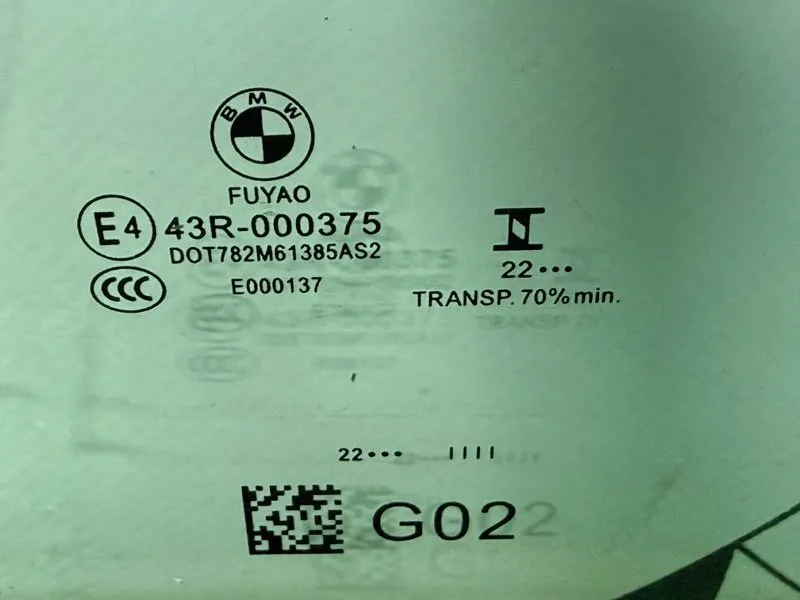 BMW
FUYAO
E4 43R-000375
DOT782M61385AS2
CCC E000137
22•••
TRANSP. 70% min.
22••• IIII
G02